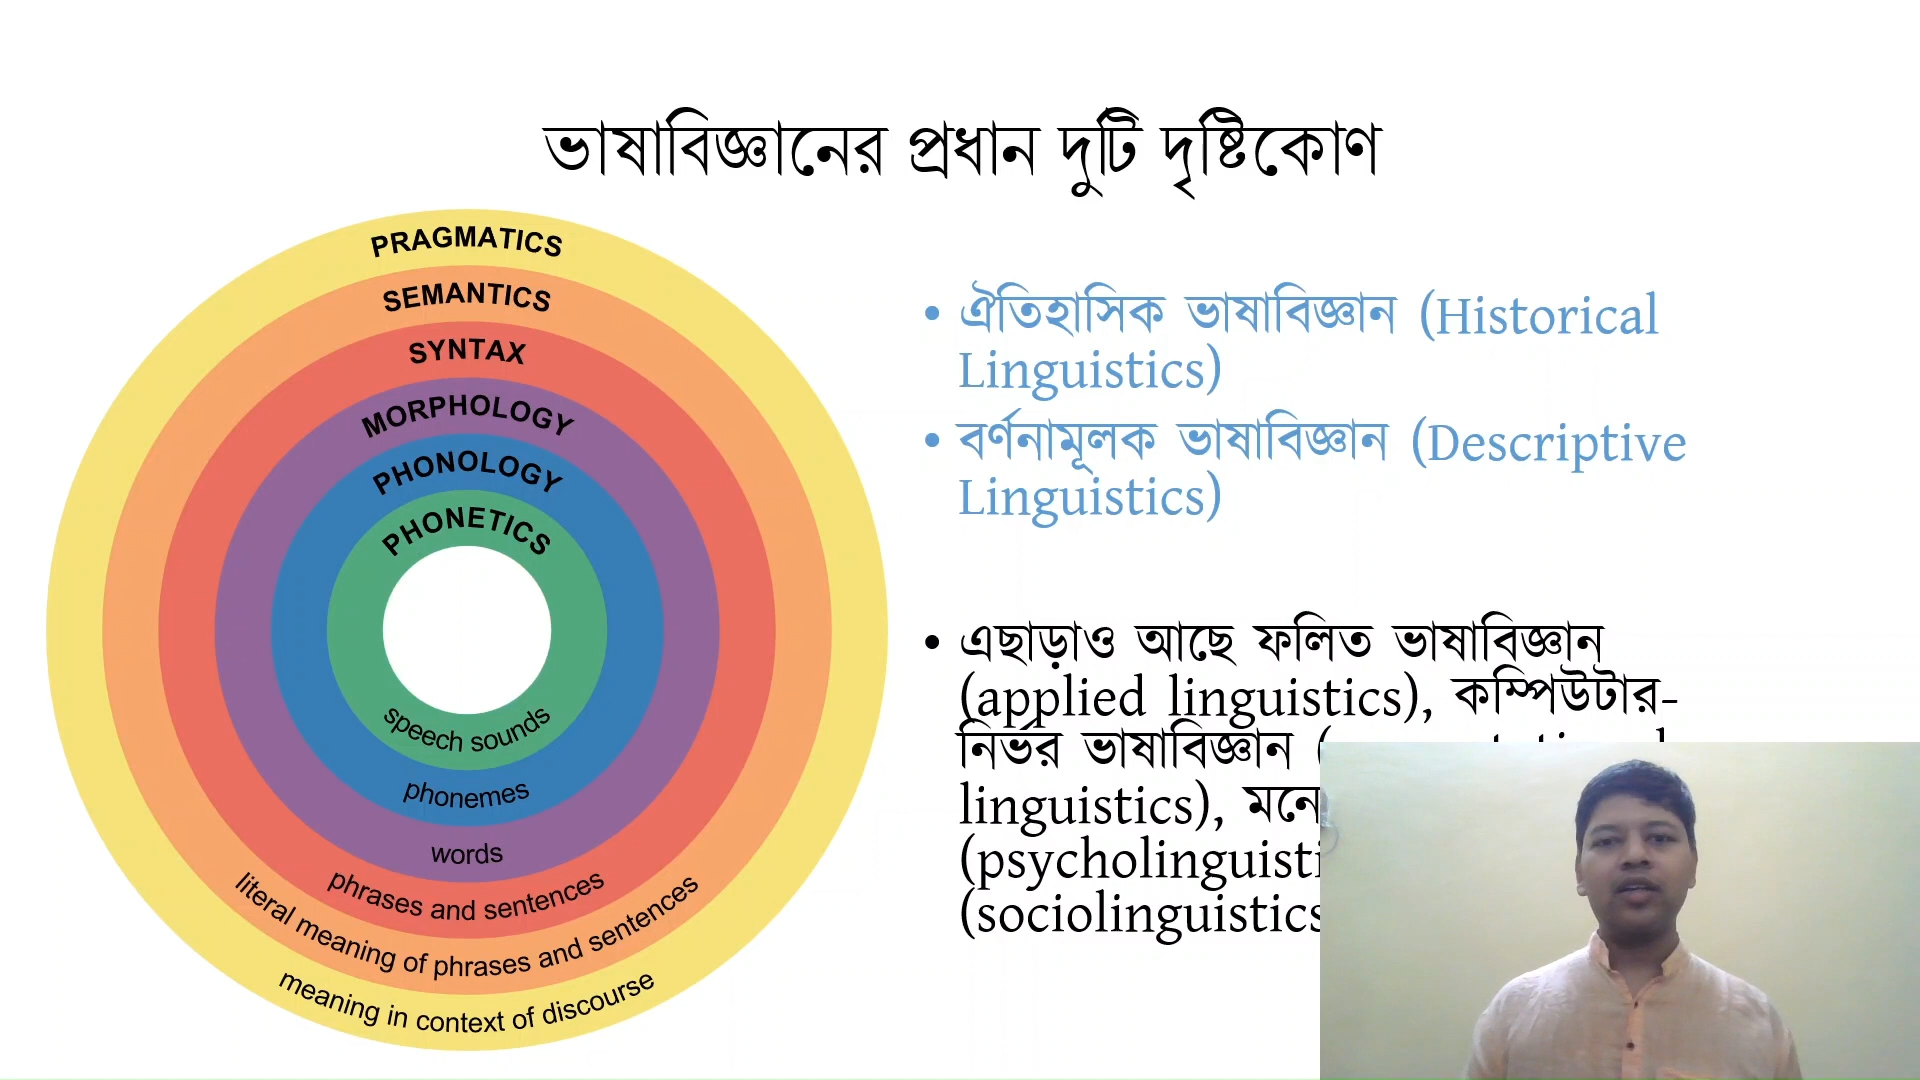 ভাষাবিজ্ঞানের প্রধান দুটি দৃষ্টিকোণ
PRAGMATICS
SEMANTICS
SYNTAX
MORPHOLOGY
PHONOLOGY
PHONETICS
speech sounds
phonemes
words
phrases and sentences
literal meaning of phrases and sentences
meaning in context of discourse
• ঐতিহাসিক ভাষাবিজ্ঞান (Historical
Linguistics)
• বর্ণনামূলক ভাষাবিজ্ঞান (Descriptive
Linguistics)
• এছাড়াও আছে ফলিত ভাষাবিজ্ঞান
(applied linguistics), কম্পিউটার-
নির্ভর ভাষাবিজ্ঞান (
linguistics),